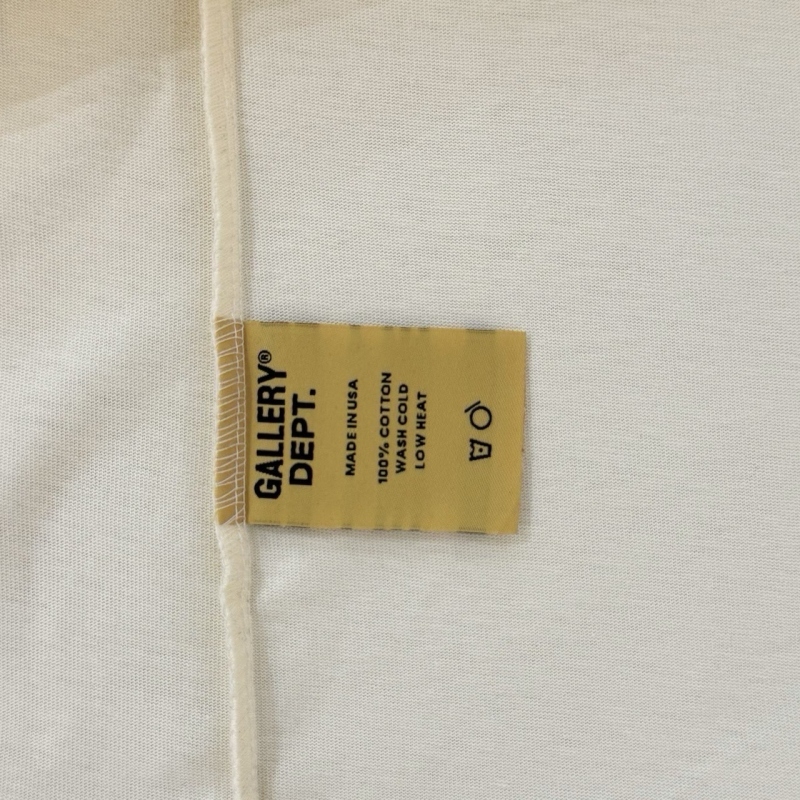 GALLERY®
DEPT.
MADE IN USA
100% COTTON
WASH COLD
LOW HEAT